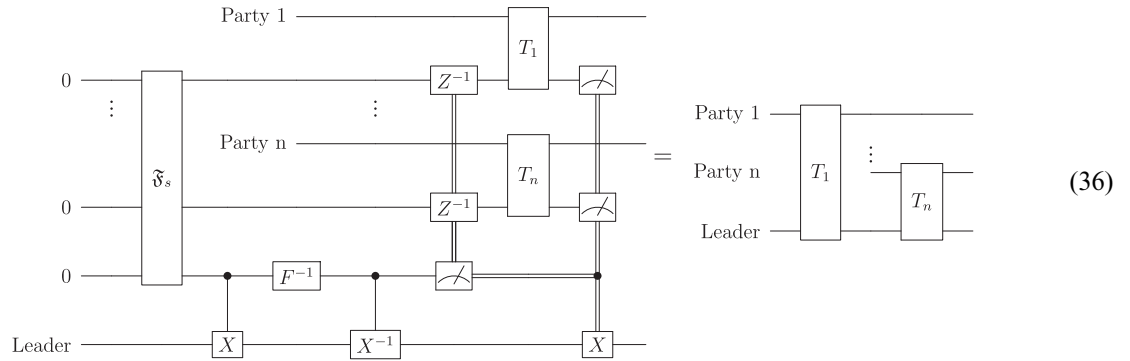 Party 1
T₁
0
Z⁻¹
⋮
⋮
Party n
=
Party 1
⋮
𝔉ₛ
Tₙ
Party n
T₁
Tₙ
(36)
0
Z⁻¹
Leader
0
F⁻¹
Leader
X
X⁻¹
X